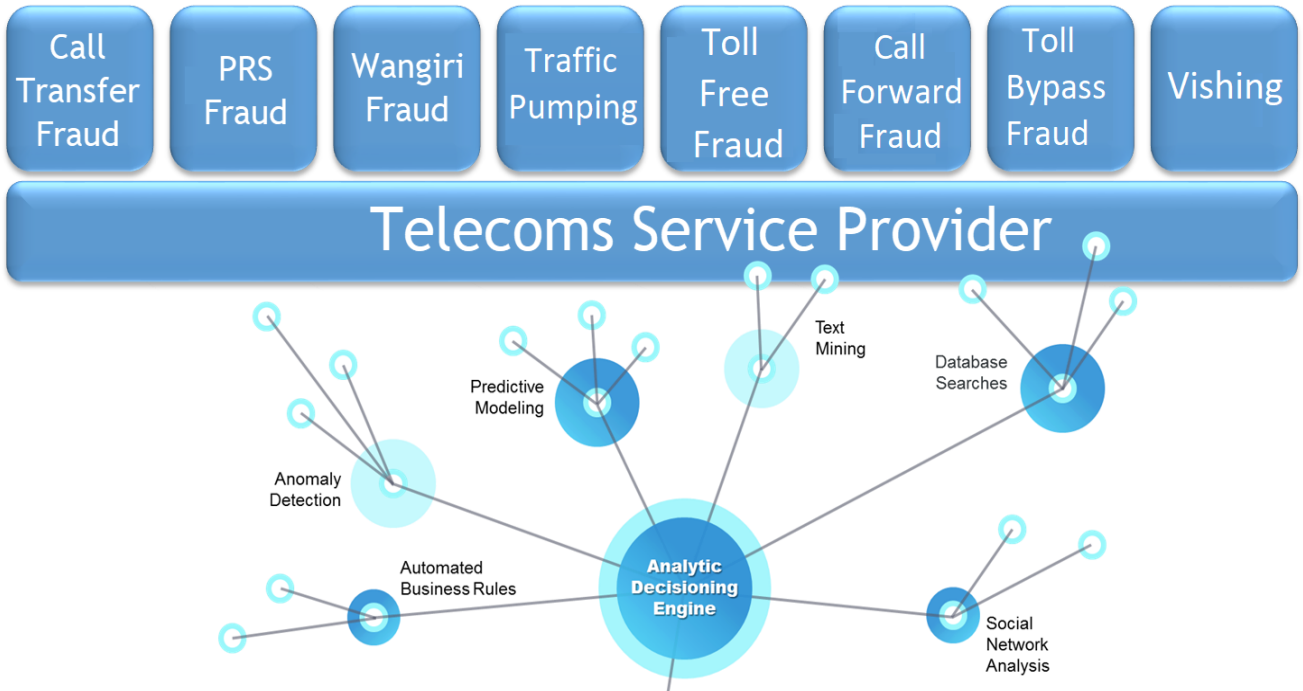 Call
Transfer
Fraud
PRS
Fraud
Wangiri
Fraud
Traffic
Pumping
Toll
Free
Fraud
Call
Forward
Fraud
Toll
Bypass
Fraud
Vishing
Telecoms Service Provider
Text
Mining
Database
Searches
Predictive
Modeling
Anomaly
Detection
Automated
Business Rules
Analytic
Decisioning
Engine
Social
Network
Analysis